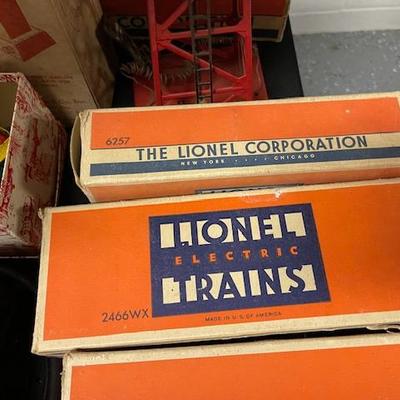 6257
THE LIONEL CORPORATION
NEW YORK · · · · CHICAGO
LIONEL
ELECTRIC
TRAINS
2466WX
MADE IN U.S. OF AMERICA